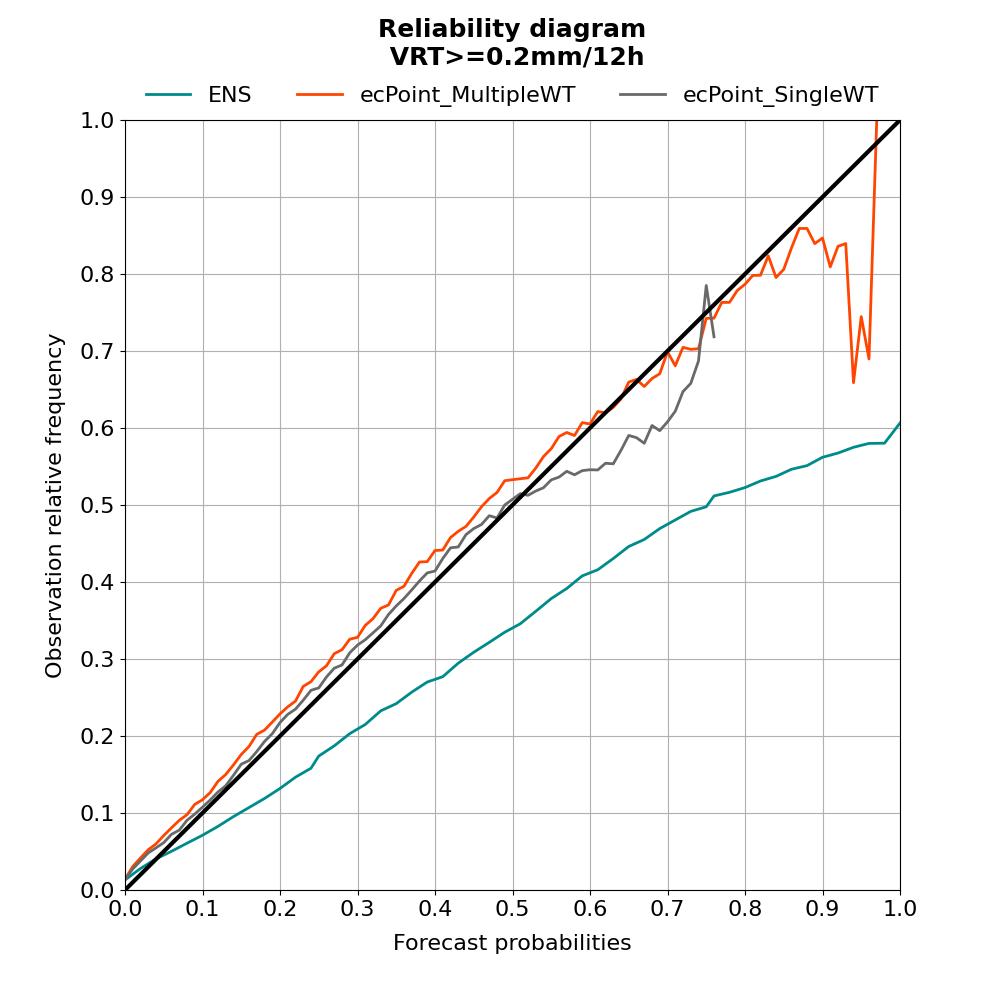 Reliability diagram
VRT>=0.2mm/12h
ENS ecPoint_MultipleWT ecPoint_SingleWT
1.0
0.9
0.8
0.7
0.6
0.5
0.4
0.3
0.2
0.1
0.0
Observation relative frequency
0.0 0.1 0.2 0.3 0.4 0.5 0.6 0.7 0.8 0.9 1.0
Forecast probabilities